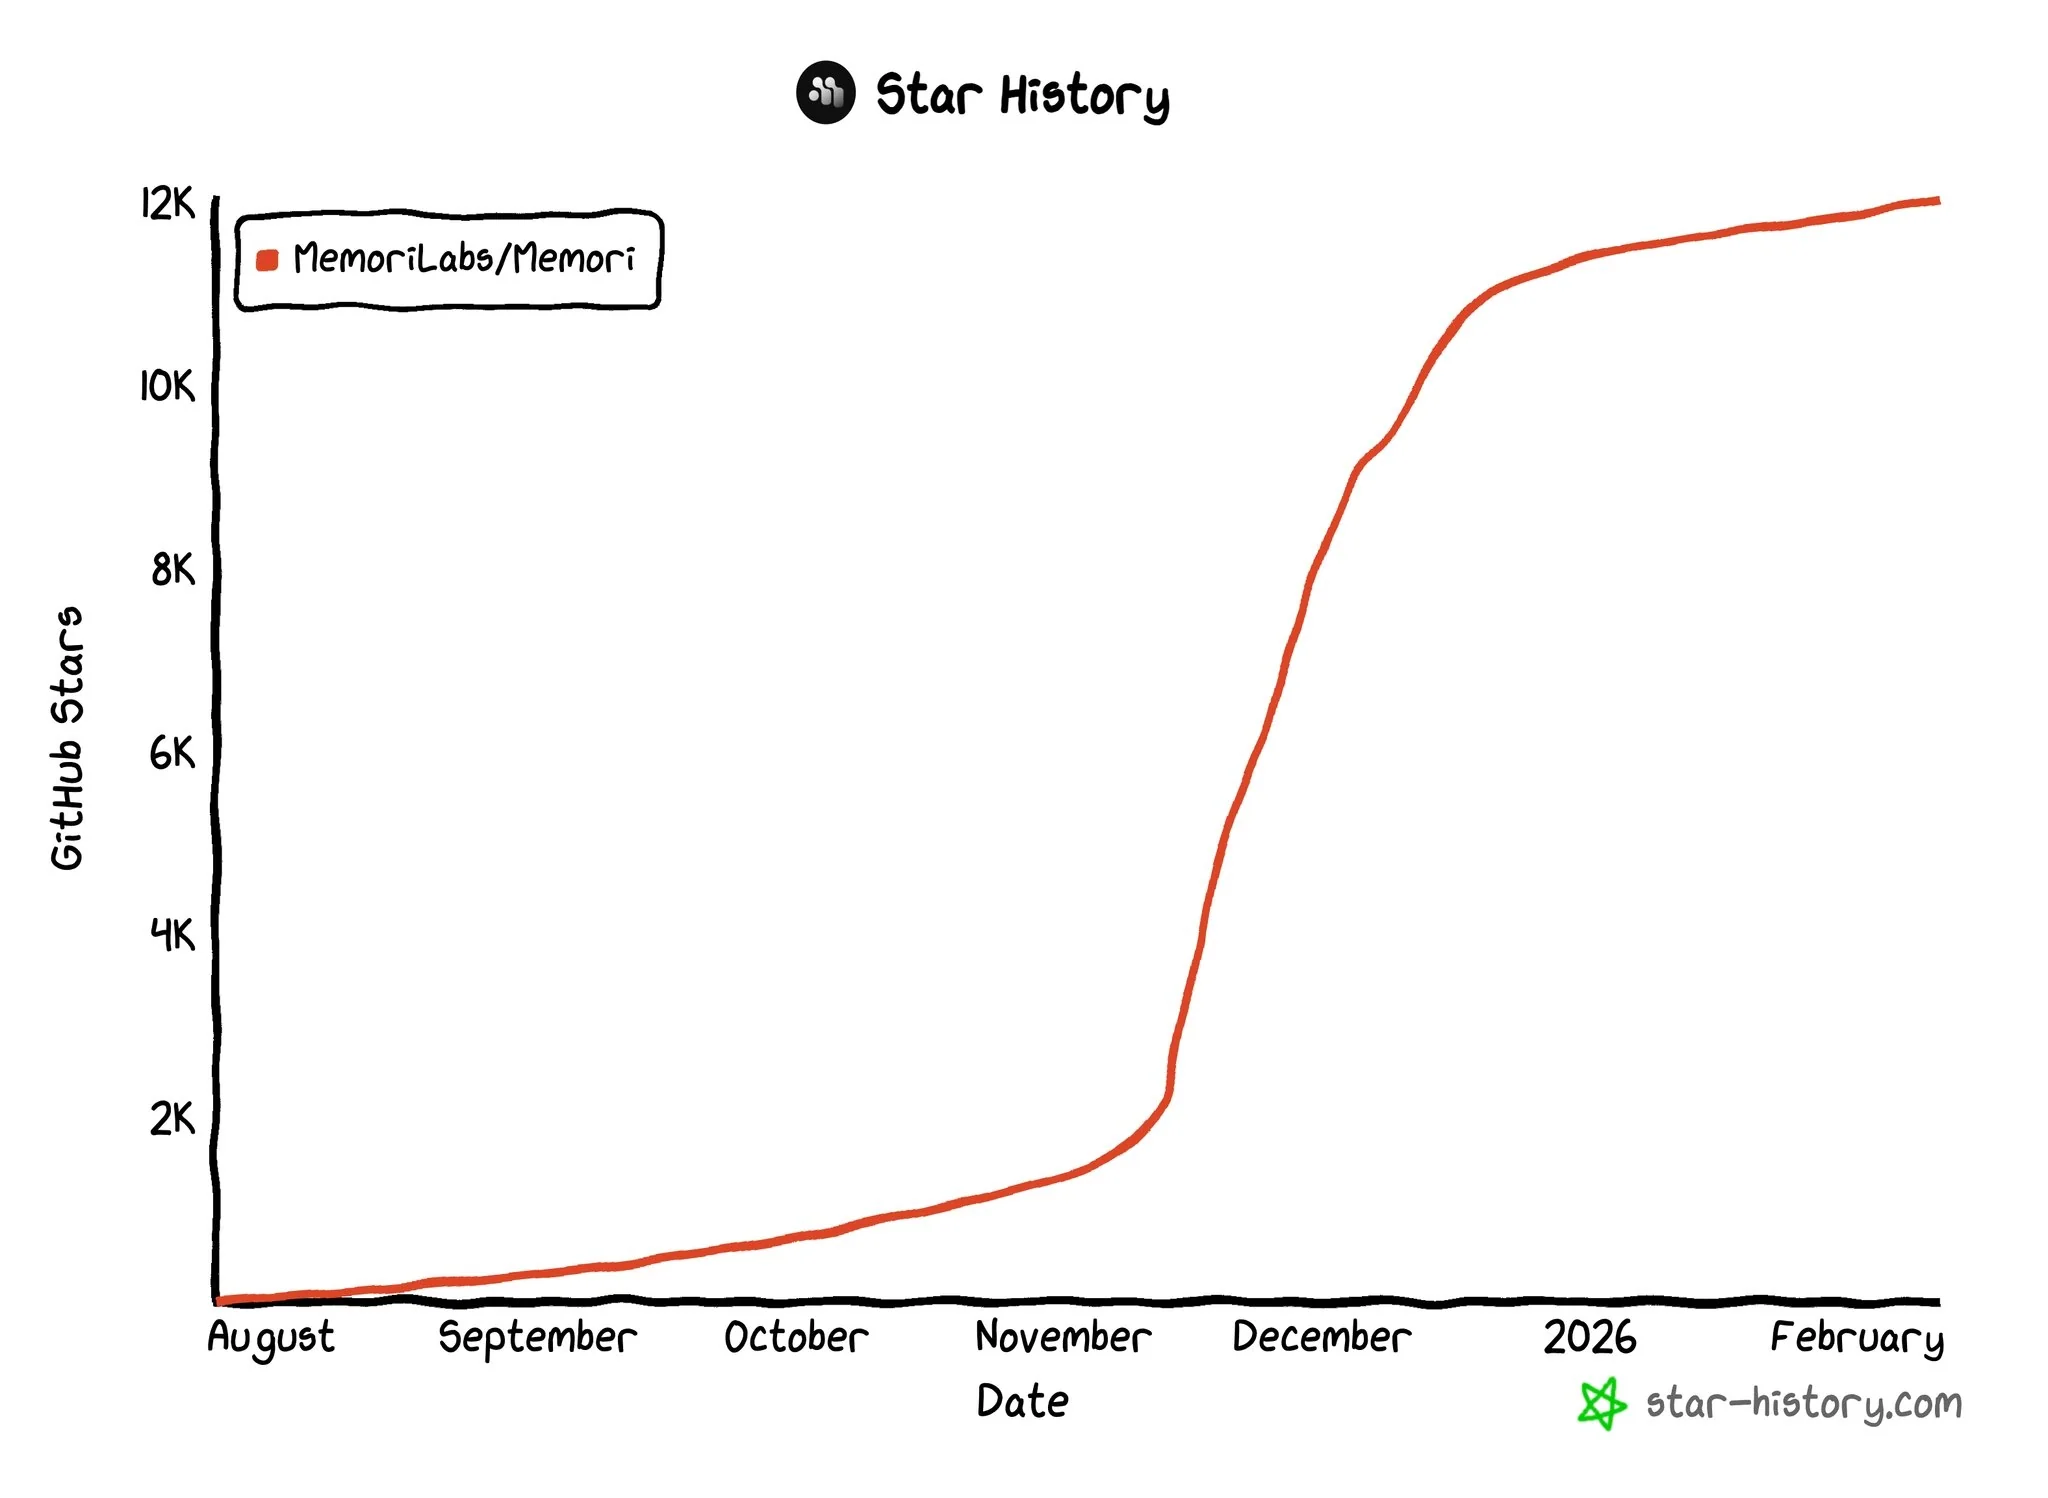 Star History
12K
MemoriLabs/Memori
10K
8K
6K
GitHub Stars
4K
2K
August September October November December 2026 February
Date
star-history.com